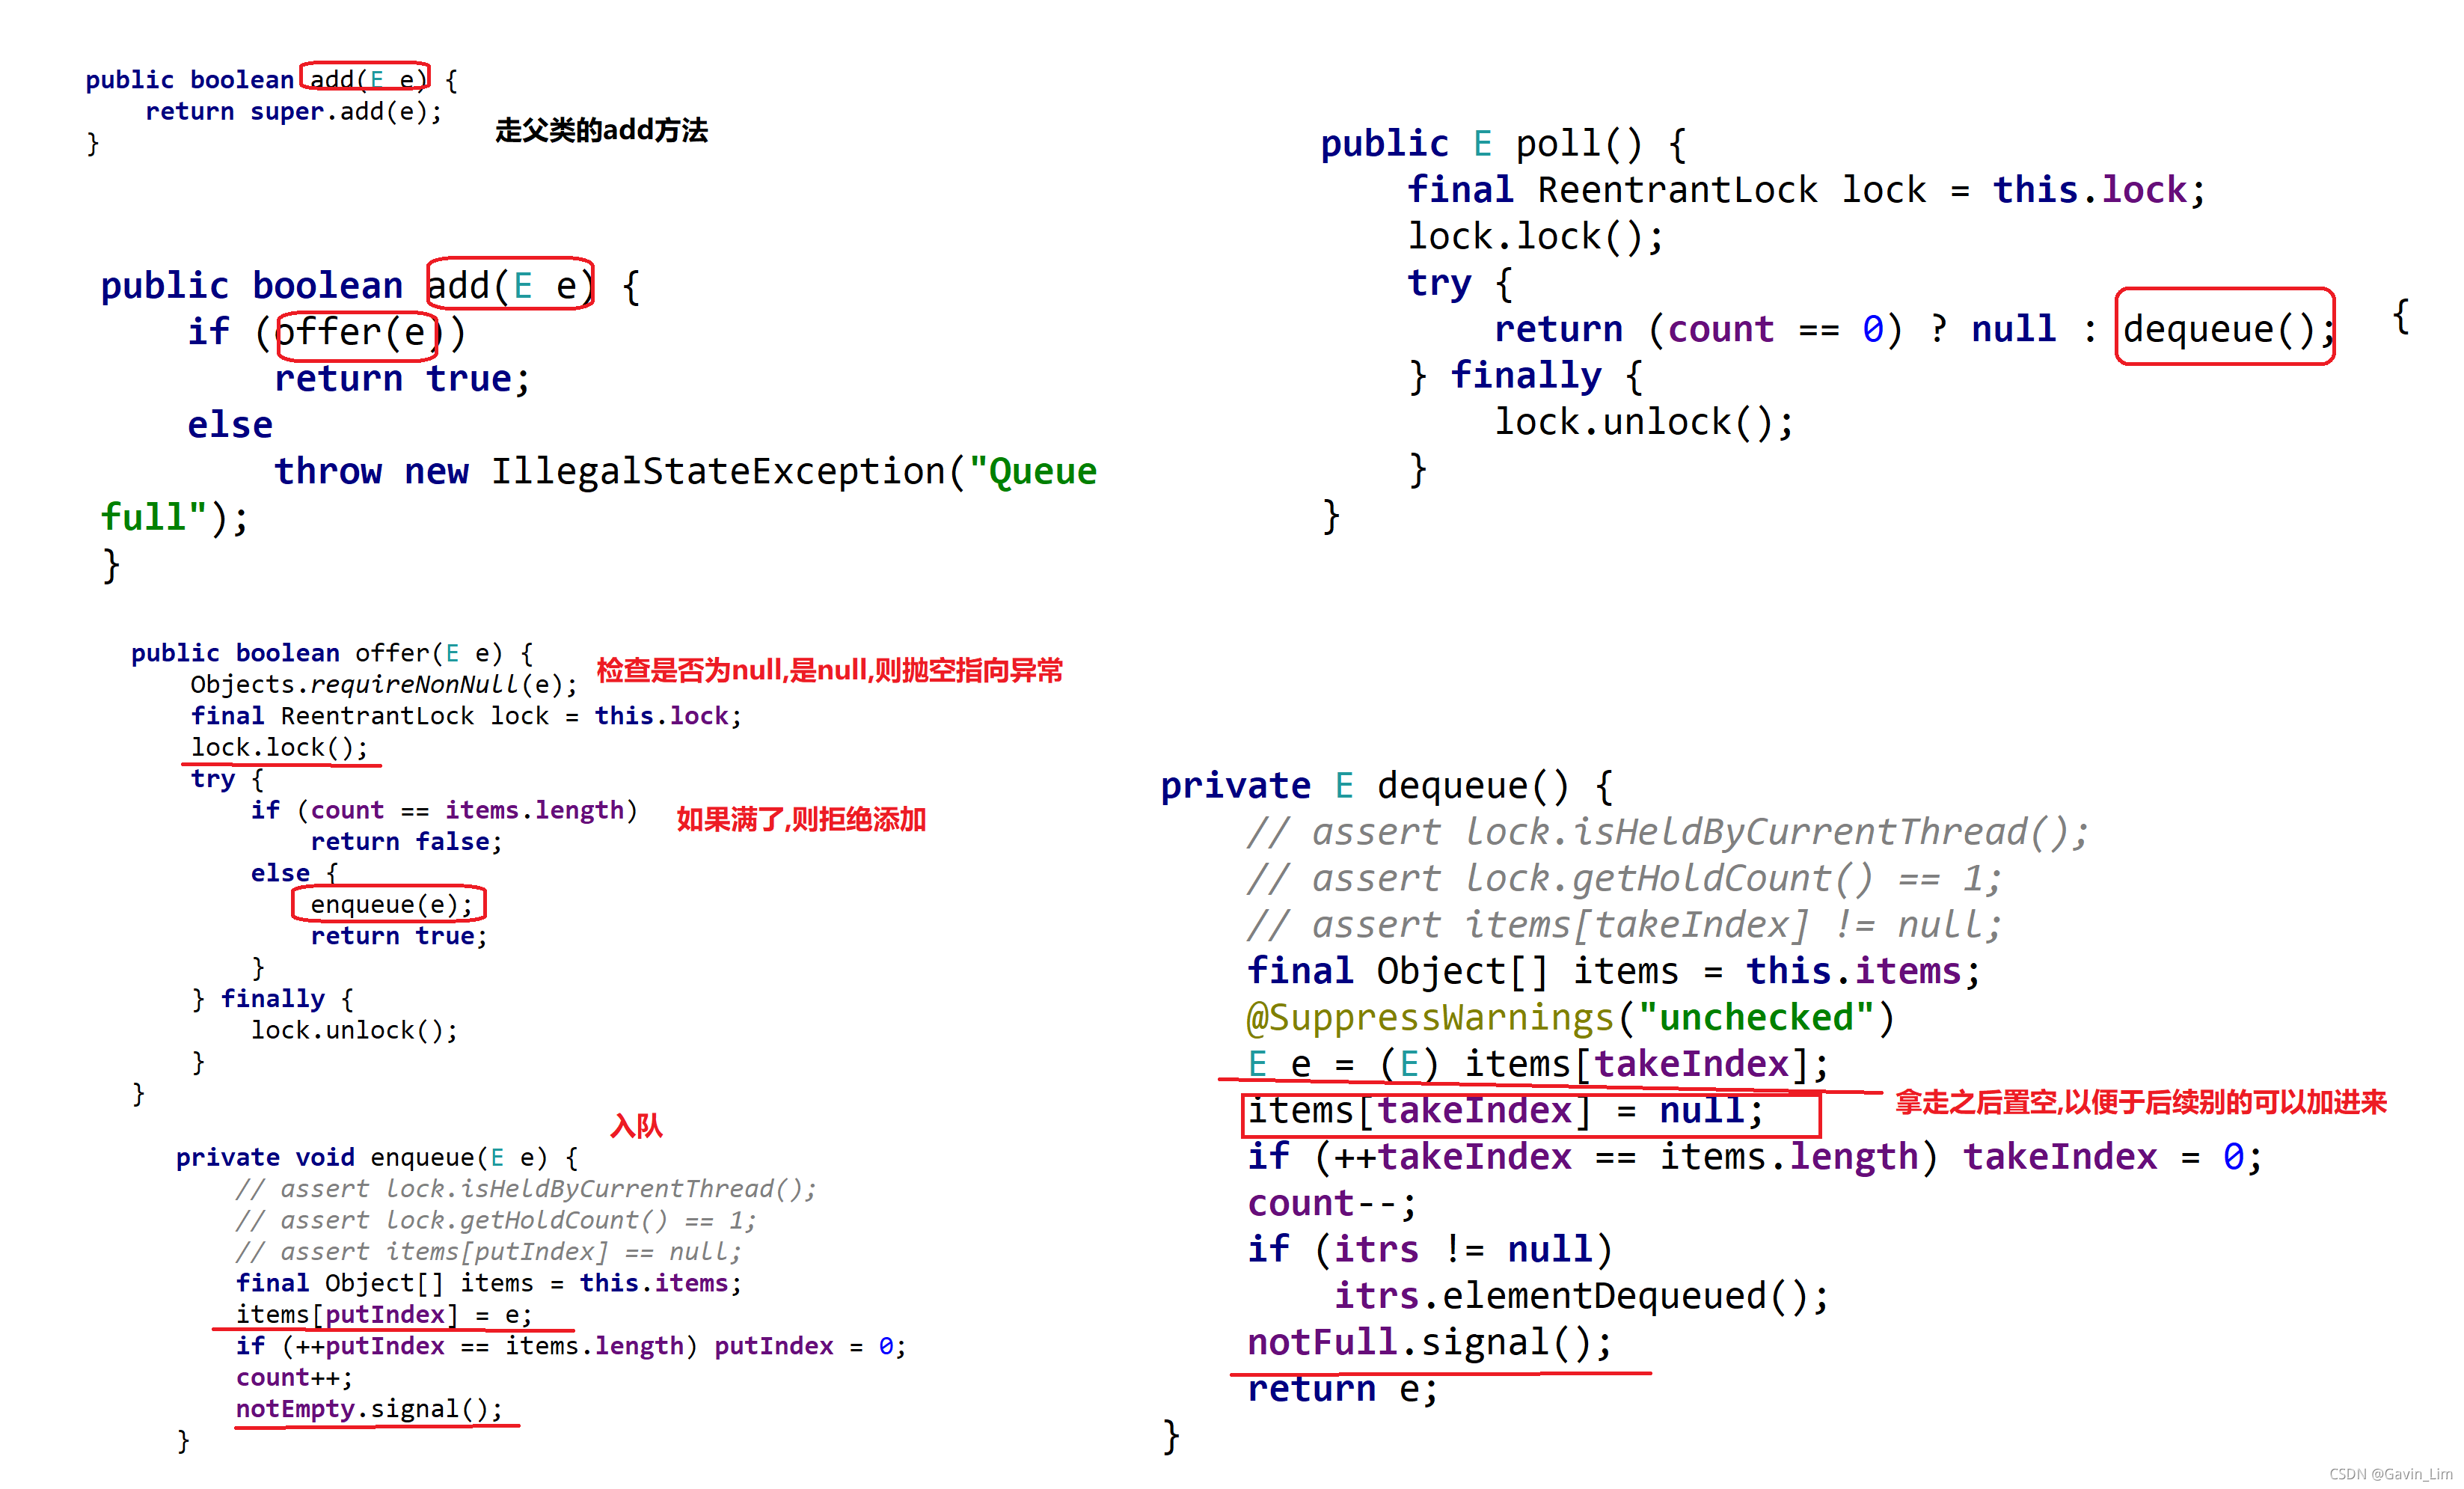 public boolean add(E e) {
    return super.add(e);
}
走父类的add方法
public boolean add(E e) {
    if (offer(e))
        return true;
    else
        throw new IllegalStateException("Queue
full");
}
public boolean offer(E e) {
    Objects.requireNonNull(e);
检查是否为null,是null,则抛空指向异常
    final ReentrantLock lock = this.lock;
    lock.lock();
    try {
        if (count == items.length)
如果满了,则拒绝添加
            return false;
        else {
            enqueue(e);
            return true;
        }
    } finally {
        lock.unlock();
    }
}
入队
private void enqueue(E e) {
    // assert lock.isHeldByCurrentThread();
    // assert lock.getHoldCount() == 1;
    // assert items[putIndex] == null;
    final Object[] items = this.items;
    items[putIndex] = e;
    if (++putIndex == items.length) putIndex = 0;
    count++;
    notEmpty.signal();
}
public E poll() {
    final ReentrantLock lock = this.lock;
    lock.lock();
    try {
        return (count == 0) ? null : dequeue();
{
    } finally {
        lock.unlock();
    }
}
private E dequeue() {
    // assert lock.isHeldByCurrentThread();
    // assert lock.getHoldCount() == 1;
    // assert items[takeIndex] != null;
    final Object[] items = this.items;
    @SuppressWarnings("unchecked")
    E e = (E) items[takeIndex];
    items[takeIndex] = null;
拿走之后置空,以便于后续别的可以加进来
    if (++takeIndex == items.length) takeIndex = 0;
    count--;
    if (itrs != null)
        itrs.elementDequeued();
    notFull.signal();
    return e;
}
CSDN @Gavin_Lim